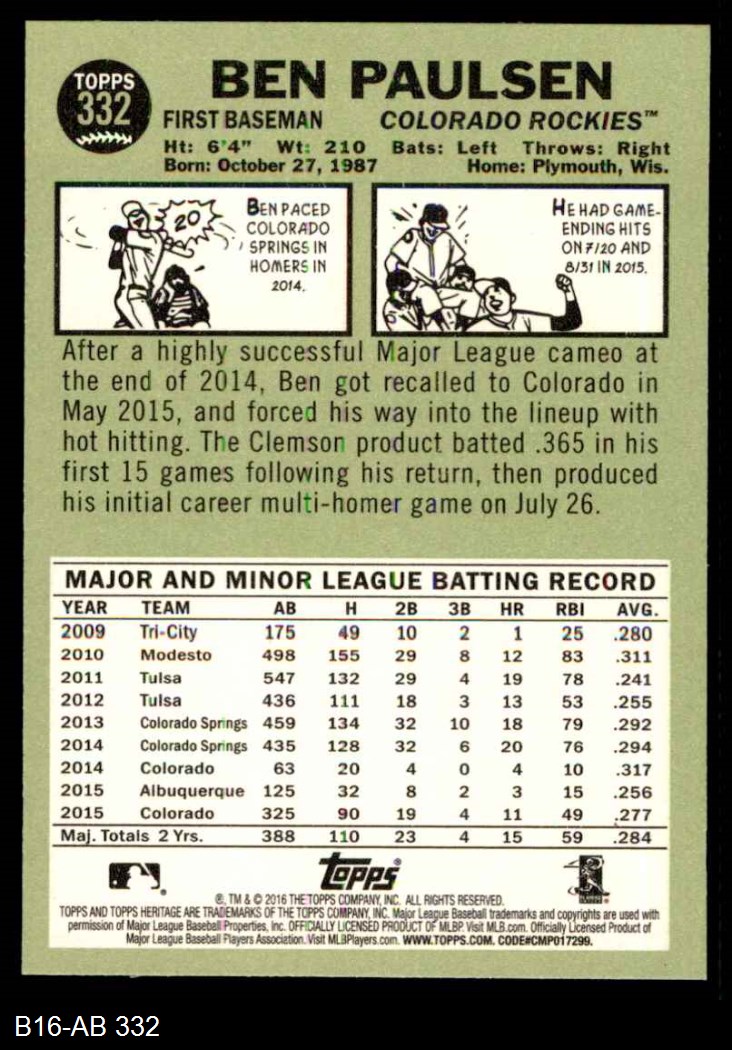 TOPPS
332
BEN PAULSEN
FIRST BASEMAN COLORADO ROCKIES™
Ht: 6'4" Wt: 210 Bats: Left Throws: Right
Born: October 27, 1987 Home: Plymouth, Wis.
20
BEN PACED
COLORADO
SPRINGS IN
HOMERS IN
2014.
HE HAD GAME-
ENDING HITS
ON 7/20 AND
8/31 IN 2015.
After a highly successful Major League cameo at
the end of 2014, Ben got recalled to Colorado in
May 2015, and forced his way into the lineup with
hot hitting. The Clemson product batted .365 in his
first 15 games following his return, then produced
his initial career multi-homer game on July 26.
MAJOR AND MINOR LEAGUE BATTING RECORD
YEAR TEAM AB H 2B 3B HR RBI AVG.
2009 Tri-City 175 49 10 2 1 25 .280
2010 Modesto 498 155 29 8 12 83 .311
2011 Tulsa 547 132 29 4 19 78 .241
2012 Tulsa 436 111 18 3 13 53 .255
2013 Colorado Springs 459 134 32 10 18 79 .292
2014 Colorado Springs 435 128 32 6 20 76 .294
2014 Colorado 63 20 4 0 4 10 .317
2015 Albuquerque 125 32 8 2 3 15 .256
2015 Colorado 325 90 19 4 11 49 .277
Maj. Totals 2 Yrs. 388 110 23 4 15 59 .284
topps®
®, TM & © 2016 THE TOPPS COMPANY, INC. ALL RIGHTS RESERVED.
TOPPS AND TOPPS HERITAGE ARE TRADEMARKS OF THE TOPPS COMPANY, INC. Major League Baseball trademarks and copyrights are used with
permission of Major League Baseball Properties, Inc. OFFICIALLY LICENSED PRODUCT OF MLBP. Visit MLB.com. Officially Licensed Product of
Major League Baseball Players Association. Visit MLBPlayers.com. WWW.TOPPS.COM. CODE#CMP017299.
B16-AB 332